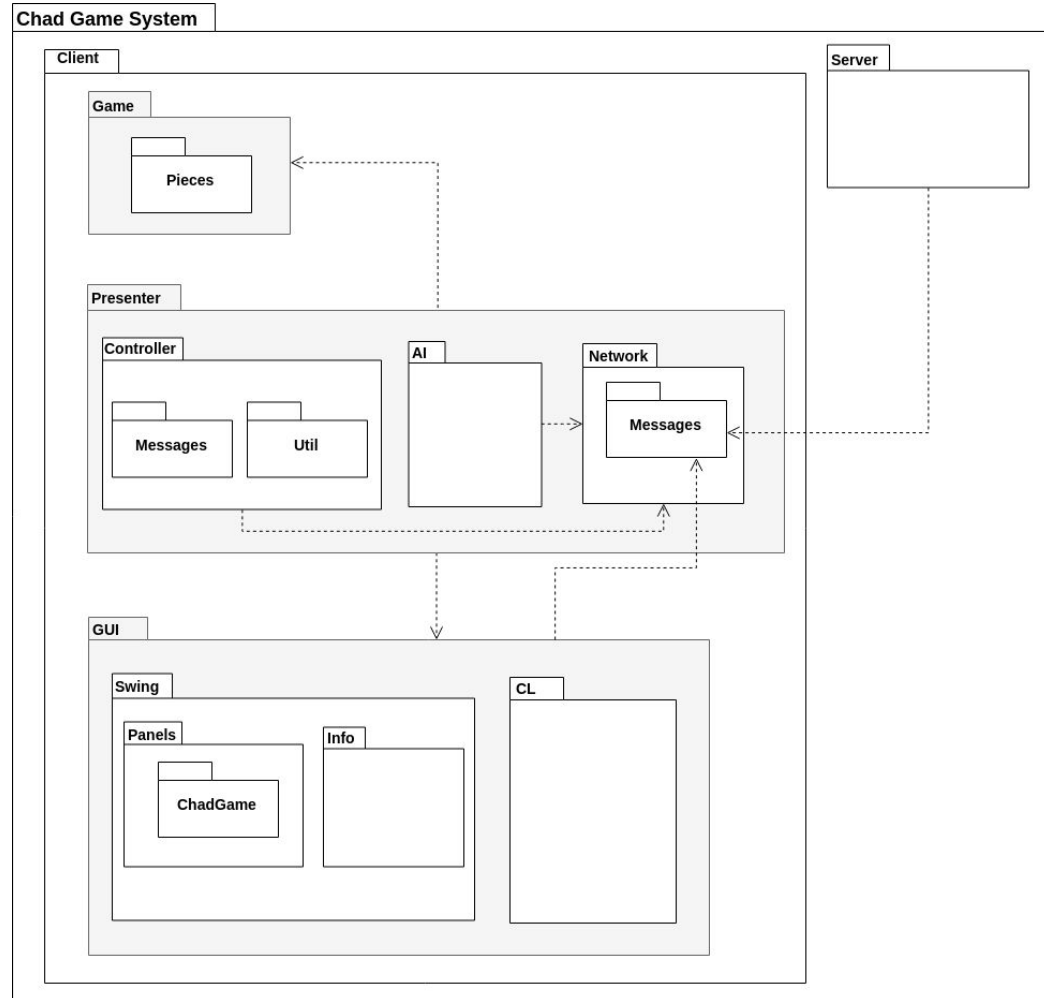 Chad Game System
Client
Server
Game
Pieces
Presenter
Controller
AI
Network
Messages
Messages
Util
GUI
Swing
CL
Panels
Info
ChadGame